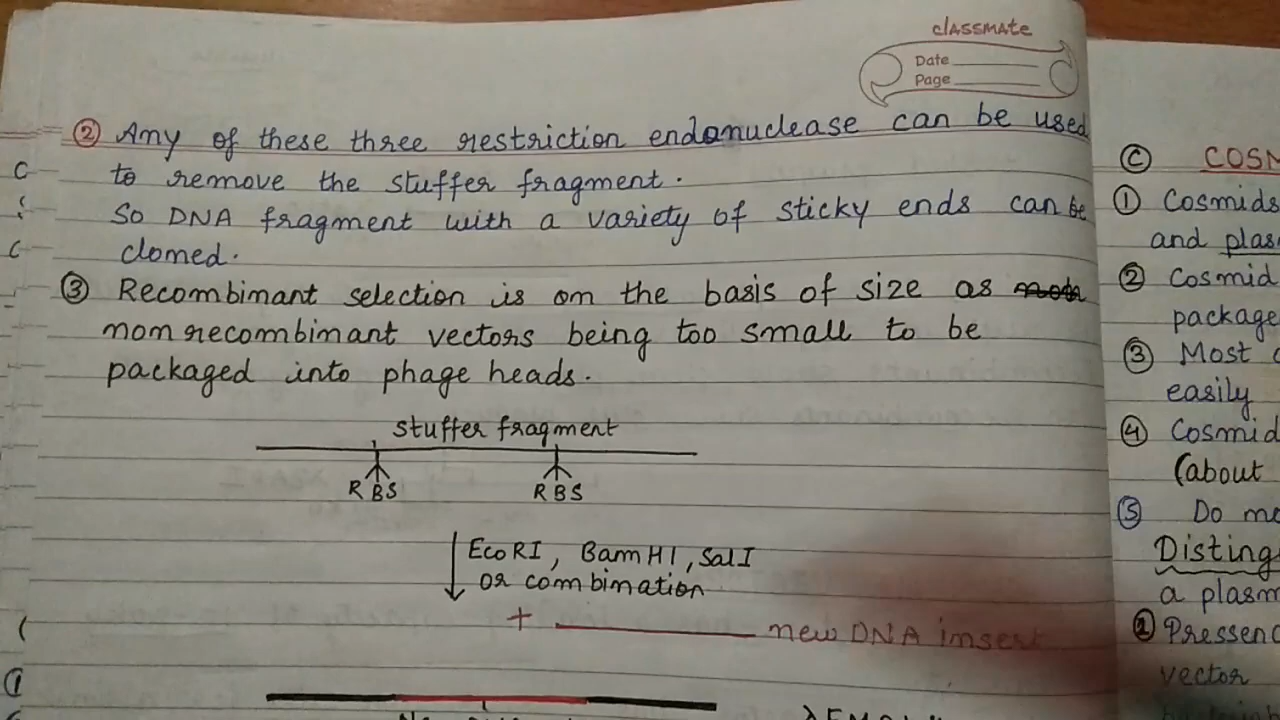 classmate
Date
Page
② Any of these three restriction endonuclease can be used
to remove the stuffer fragment.
So DNA fragment with a variety of sticky ends can be
cloned.
③ Recombinant selection is on the basis of size as
non recombinant vectors being too small to be
packaged into phage heads.
stuffer fragment
R B S R B S
EcoRI, BamHI, SalI
or combination
+ new DNA insert
© COSM
① Cosmids
and plas
② Cosmid
package
③ Most
easily
④ Cosmid
(about
⑤ Do
Disting
a plasm
② Pressenc
vector